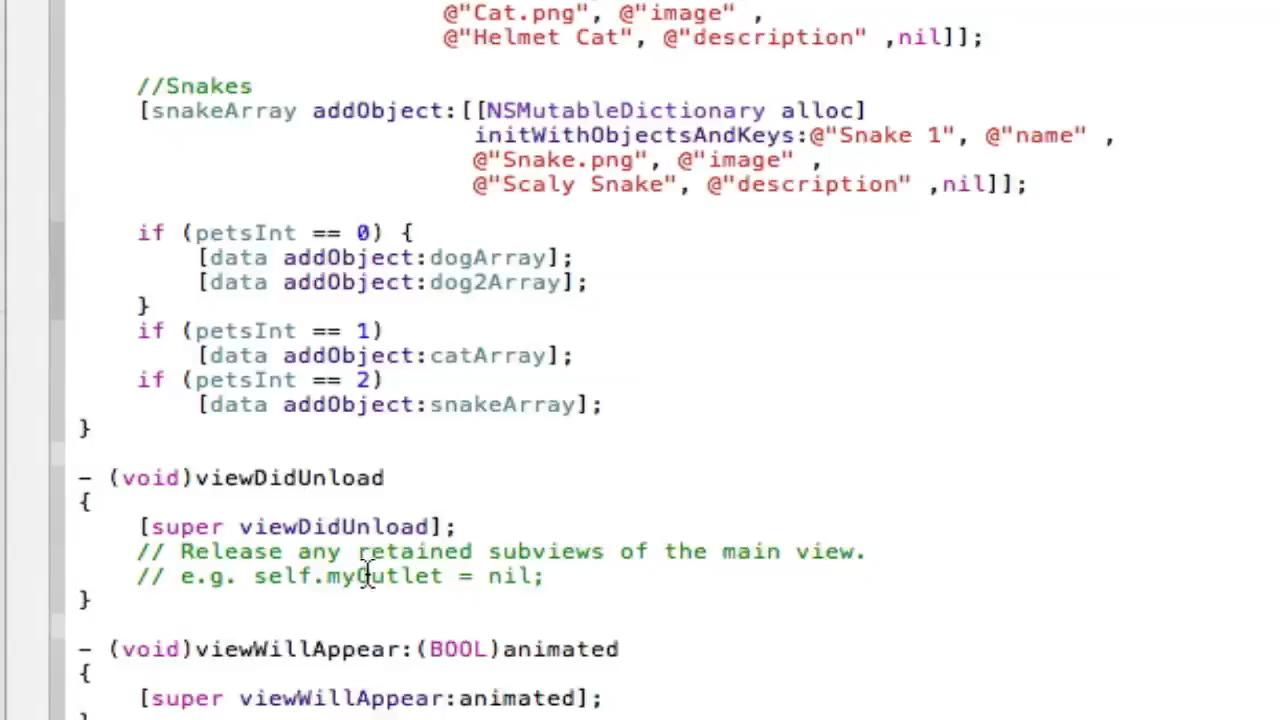 @"Cat.png", @"image" ,
@"Helmet Cat", @"description" ,nil]];
//Snakes
[snakeArray addObject:[[NSMutableDictionary alloc]
initWithObjectsAndKeys:@"Snake 1", @"name" ,
@"Snake.png", @"image" ,
@"Scaly Snake", @"description" ,nil]];
if (petsInt == 0) {
[data addObject:dogArray];
[data addObject:dog2Array];
}
if (petsInt == 1)
[data addObject:catArray];
if (petsInt == 2)
[data addObject:snakeArray];
}
- (void)viewDidUnload
{
[super viewDidUnload];
// Release any retained subviews of the main view.
// e.g. self.myOutlet = nil;
}
- (void)viewWillAppear:(BOOL)animated
{
[super viewWillAppear:animated];
}